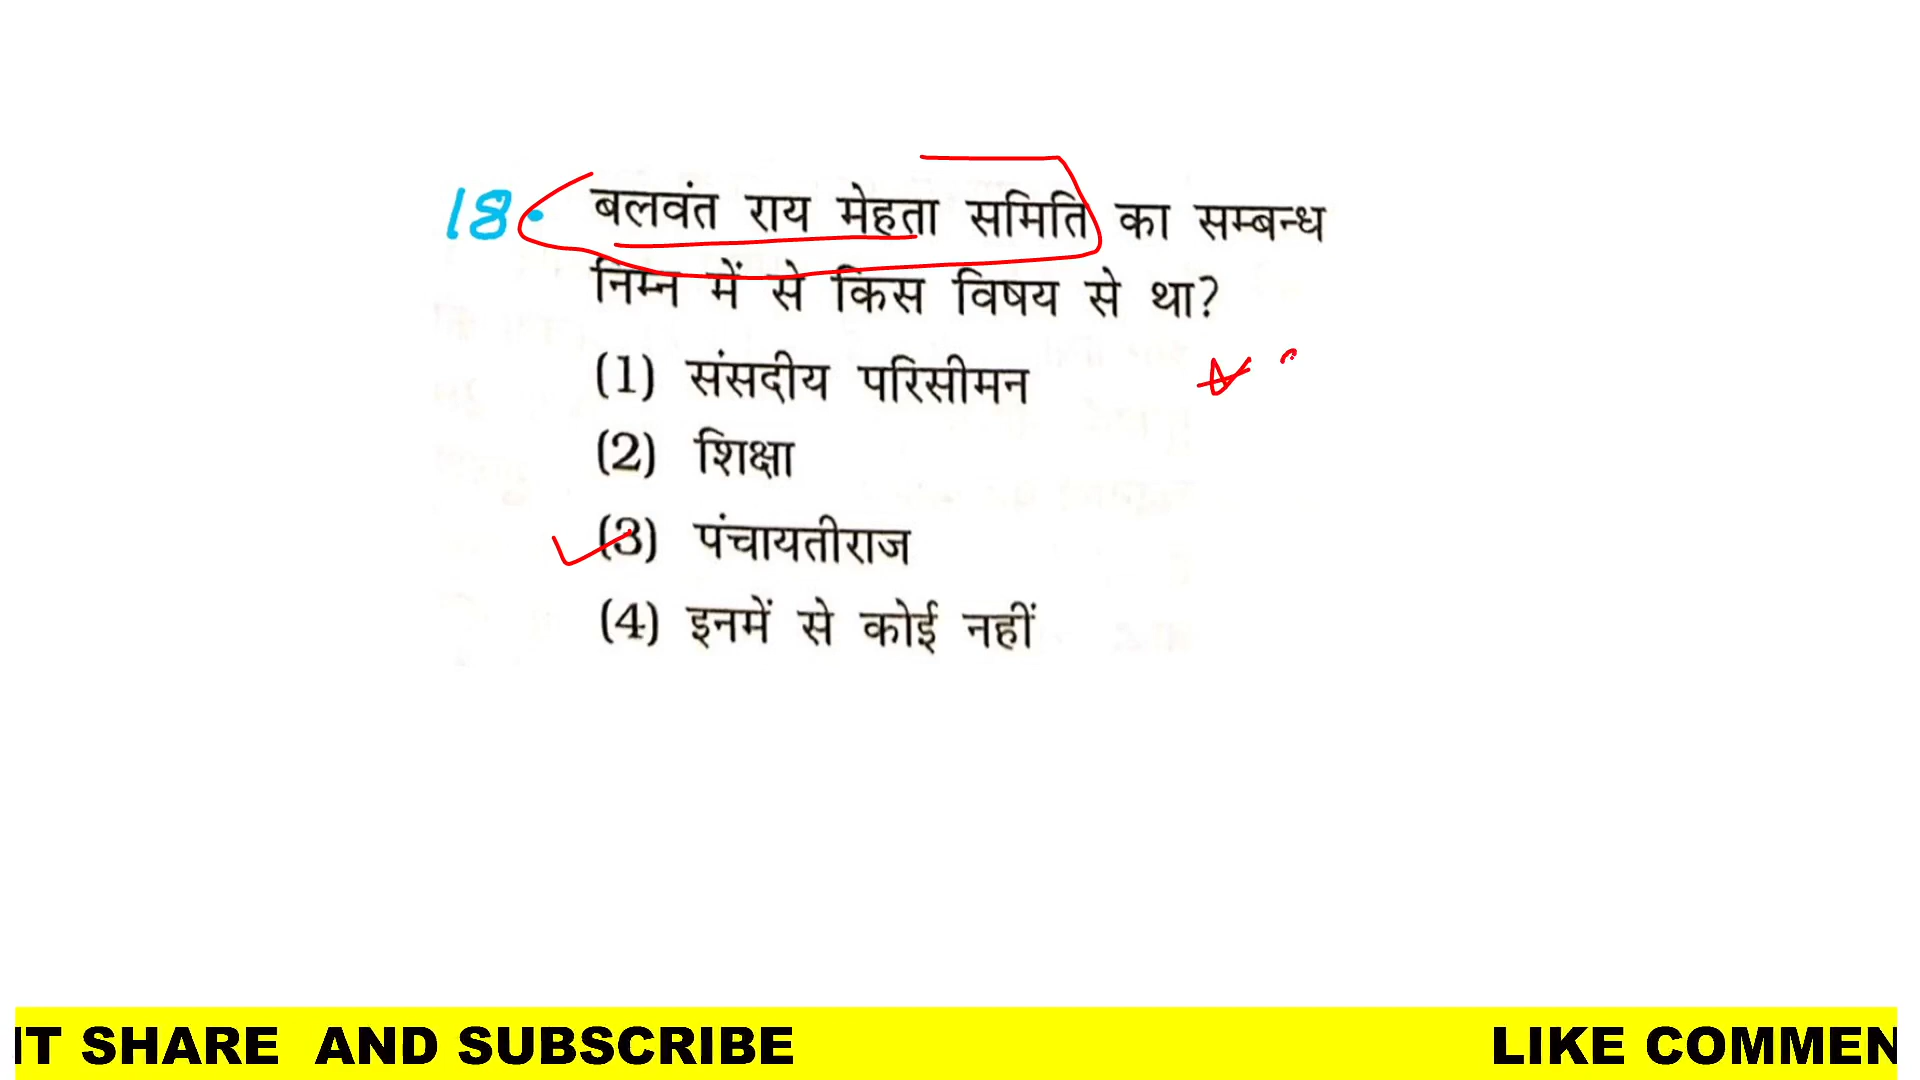 18. बलवंत राय मेहता समिति का सम्बन्ध
निम्न में से किस विषय से था?
(1) संसदीय परिसीमन
(2) शिक्षा
(3) पंचायतीराज
(4) इनमें से कोई नहीं
IT SHARE AND SUBSCRIBE LIKE COMMEN